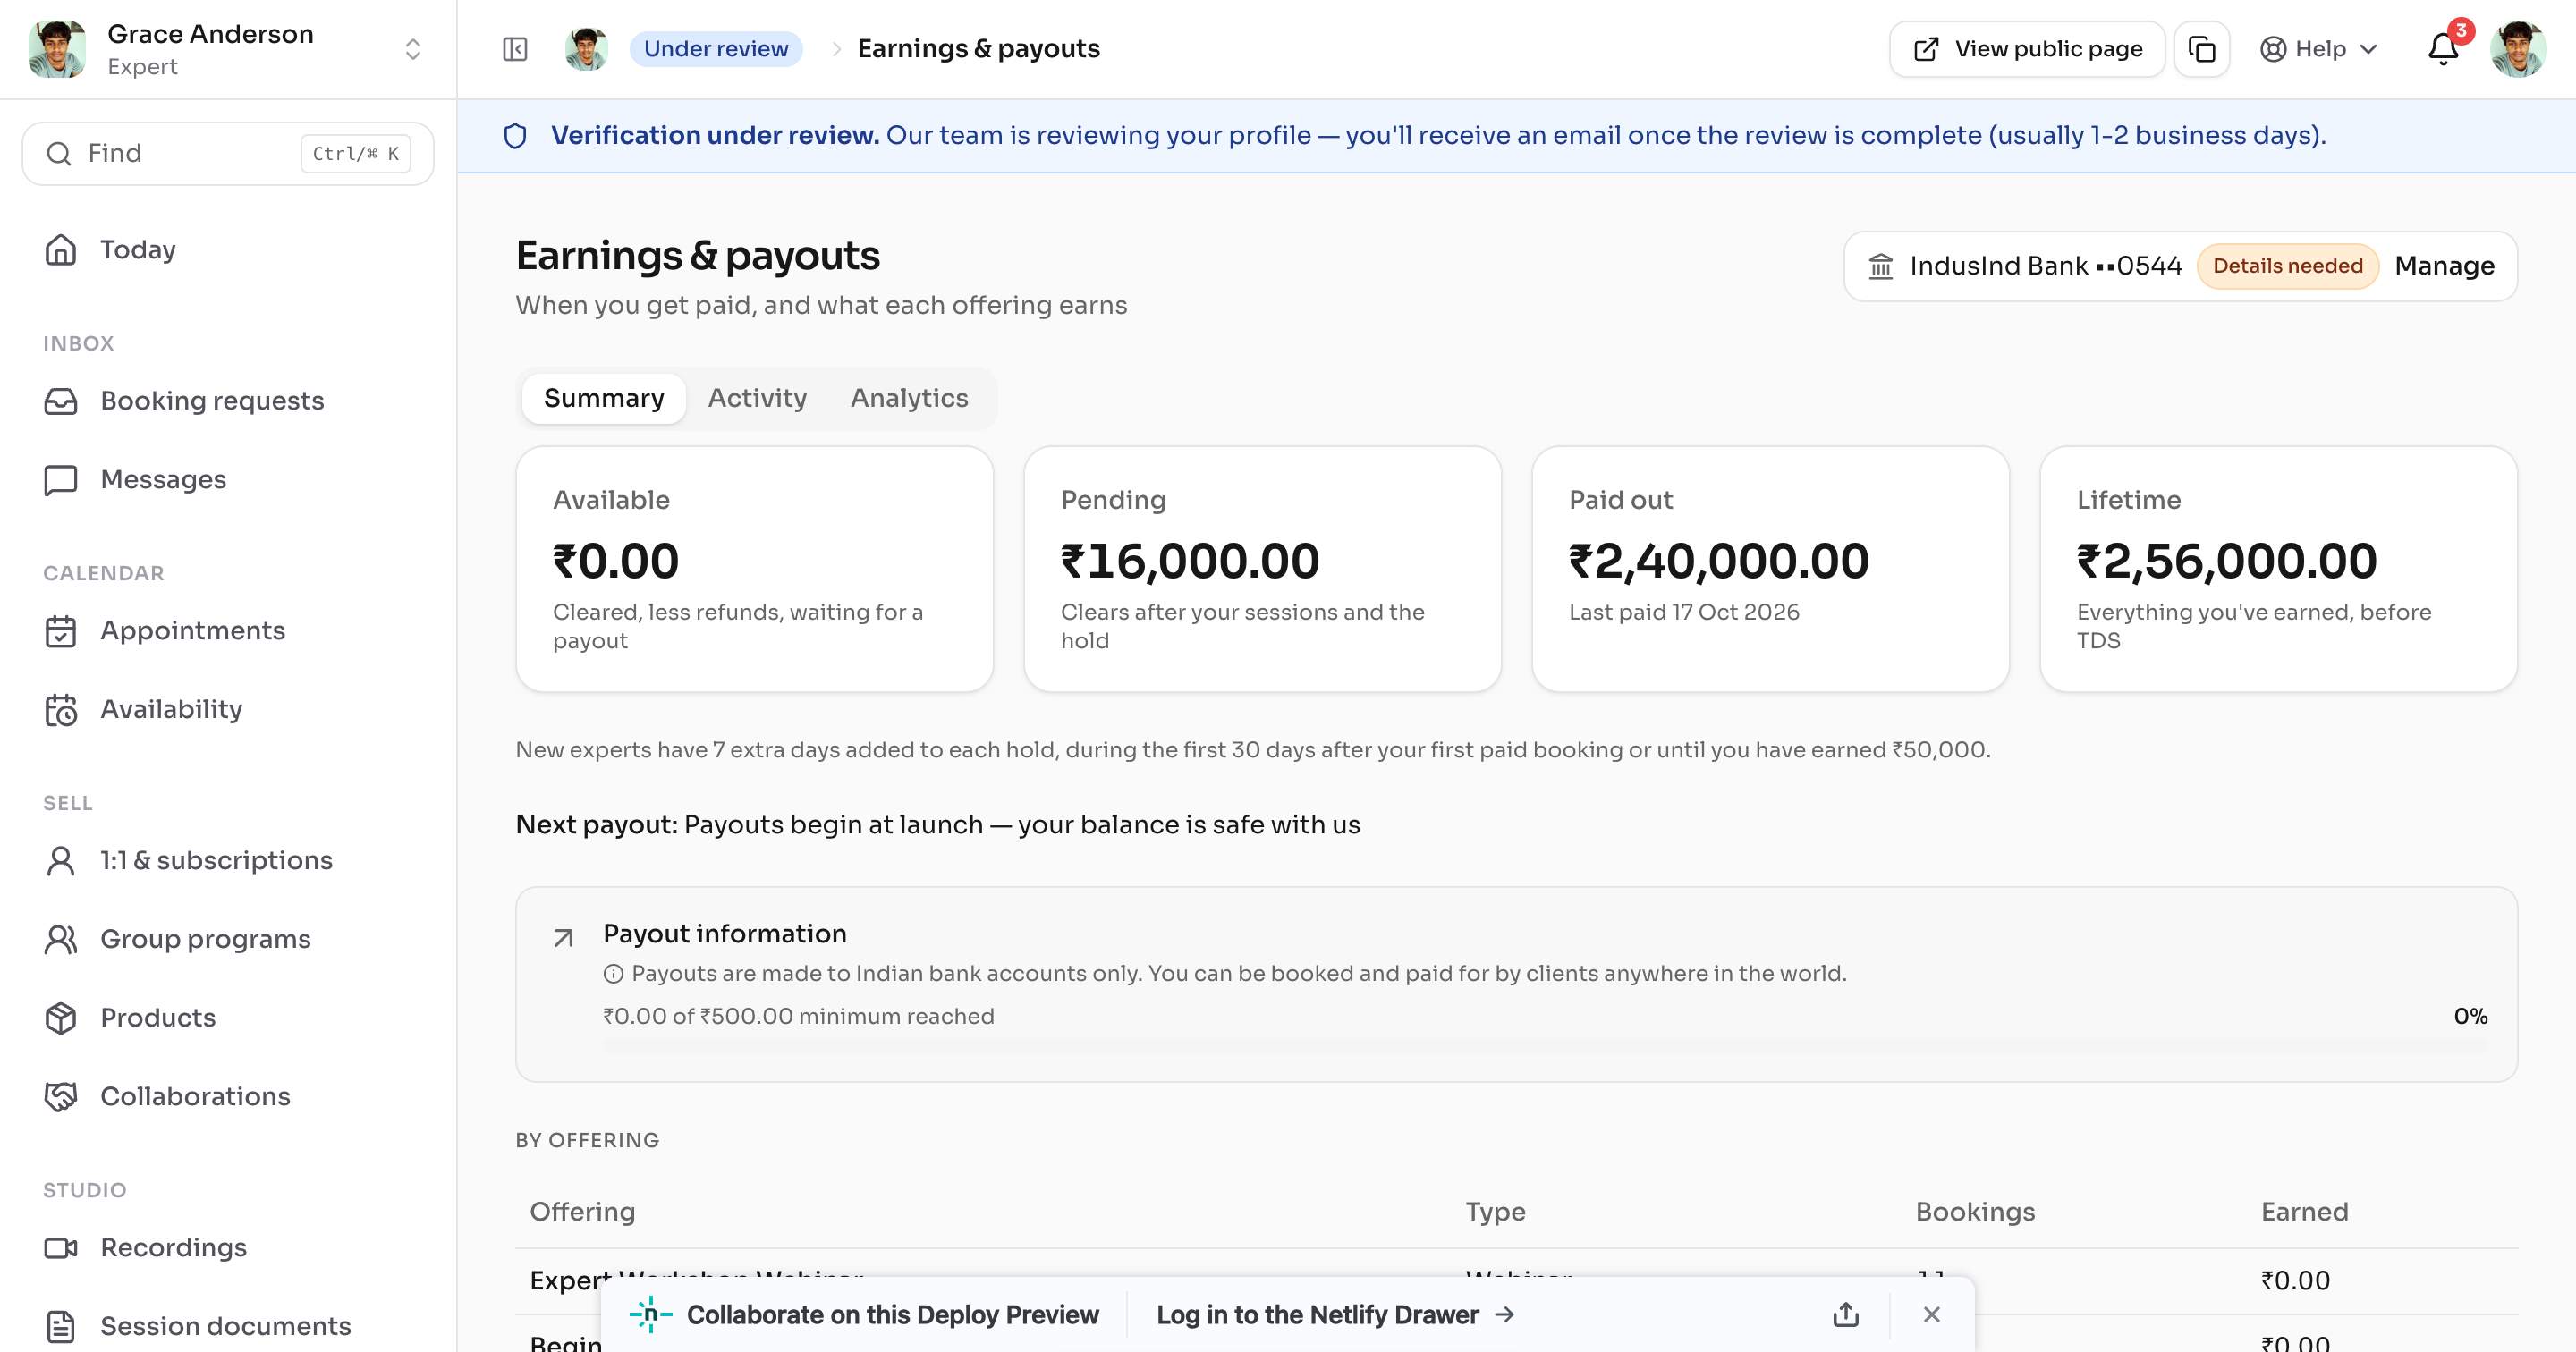 Grace Anderson
Expert
Find
Ctrl/⌘ K
Today
INBOX
Booking requests
Messages
CALENDAR
Appointments
Availability
SELL
1:1 & subscriptions
Group programs
Products
Collaborations
STUDIO
Recordings
Session documents
Under review
Earnings & payouts
View public page
Help
3
Verification under review. Our team is reviewing your profile — you'll receive an email once the review is complete (usually 1-2 business days).
Earnings & payouts
When you get paid, and what each offering earns
IndusInd Bank ••0544
Details needed
Manage
Summary
Activity
Analytics
Available
₹0.00
Cleared, less refunds, waiting for a
payout
Pending
₹16,000.00
Clears after your sessions and the
hold
Paid out
₹2,40,000.00
Last paid 17 Oct 2026
Lifetime
₹2,56,000.00
Everything you've earned, before
TDS
New experts have 7 extra days added to each hold, during the first 30 days after your first paid booking or until you have earned ₹50,000.
Next payout: Payouts begin at launch — your balance is safe with us
Payout information
Payouts are made to Indian bank accounts only. You can be booked and paid for by clients anywhere in the world.
₹0.00 of ₹500.00 minimum reached
0%
BY OFFERING
Offering Type Bookings Earned
Expert Workshop Webinar Webinar ₹0.00
₹0.00
Collaborate on this Deploy Preview
Log in to the Netlify Drawer →